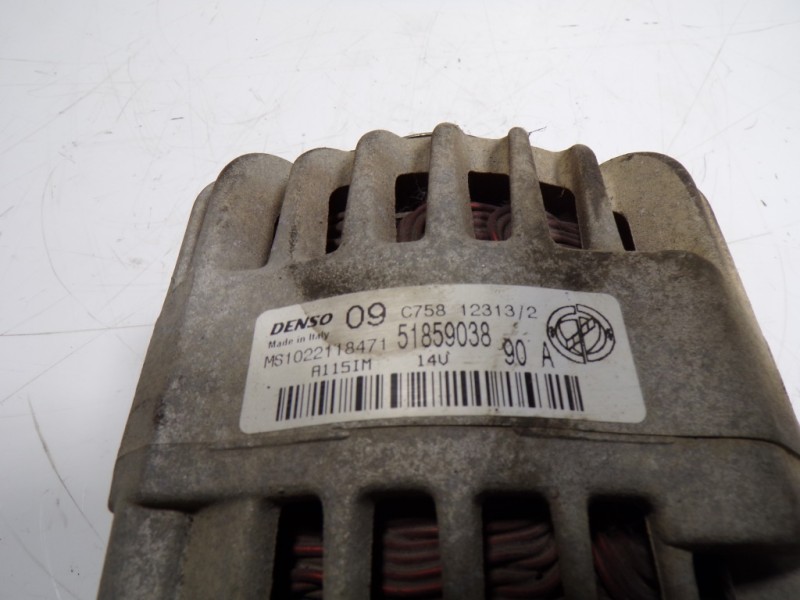 DENSO 09 C758 12313/2
Made in Italy
MS1022118471 51859038 90 A
A115IM 14V